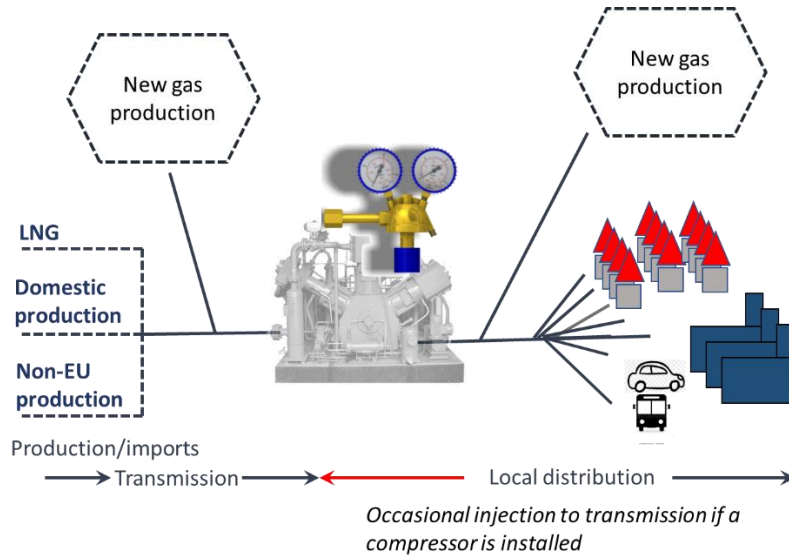 New gas
production
New gas
production
LNG
Domestic
production
Non-EU
production
Production/imports
Transmission
Local distribution
Occasional injection to transmission if a
compressor is installed